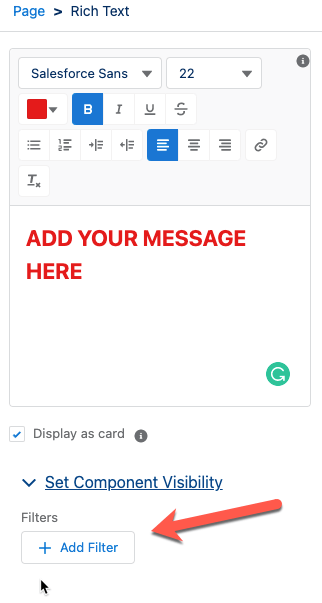 Page > Rich Text
Salesforce Sans 22
B I U S
ADD YOUR MESSAGE
HERE
Display as card
Set Component Visibility
Filters
+ Add Filter